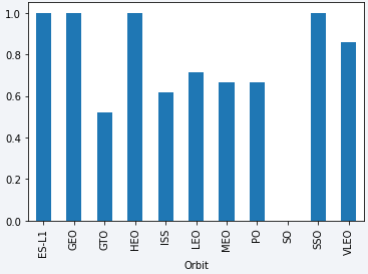 1.0
0.8
0.6
0.4
0.2
0.0
ES-L1
GEO
GTO
HEO
ISS
LEO
MEO
PO
SO
SSO
VLEO
Orbit